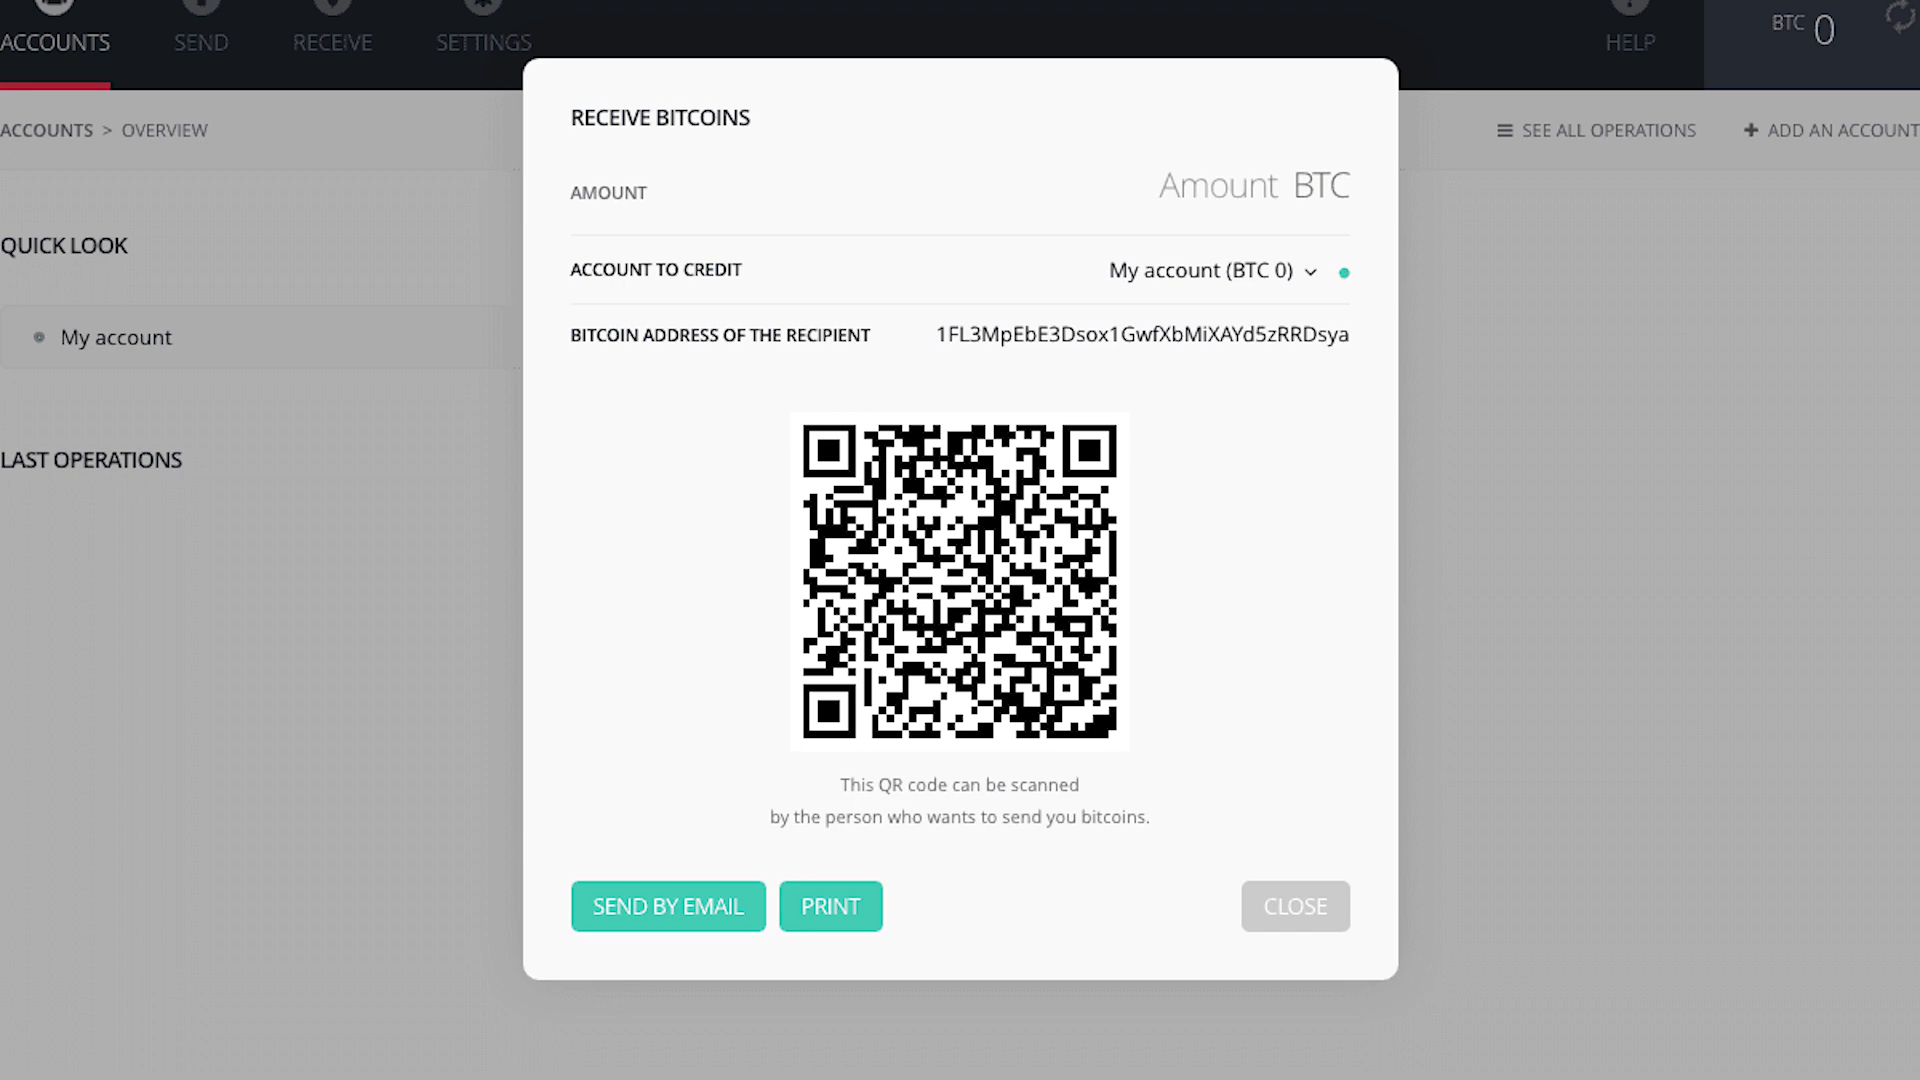 ACCOUNTS SEND RECEIVE SETTINGS HELP BTC 0
ACCOUNTS > OVERVIEW SEE ALL OPERATIONS + ADD AN ACCOUNT
QUICK LOOK
My account
LAST OPERATIONS
RECEIVE BITCOINS
AMOUNT Amount BTC
ACCOUNT TO CREDIT My account (BTC 0)
BITCOIN ADDRESS OF THE RECIPIENT 1FL3MpEbE3Dsox1GwfXbMiXAYd5zRRDsya
This QR code can be scanned
by the person who wants to send you bitcoins.
SEND BY EMAIL PRINT CLOSE